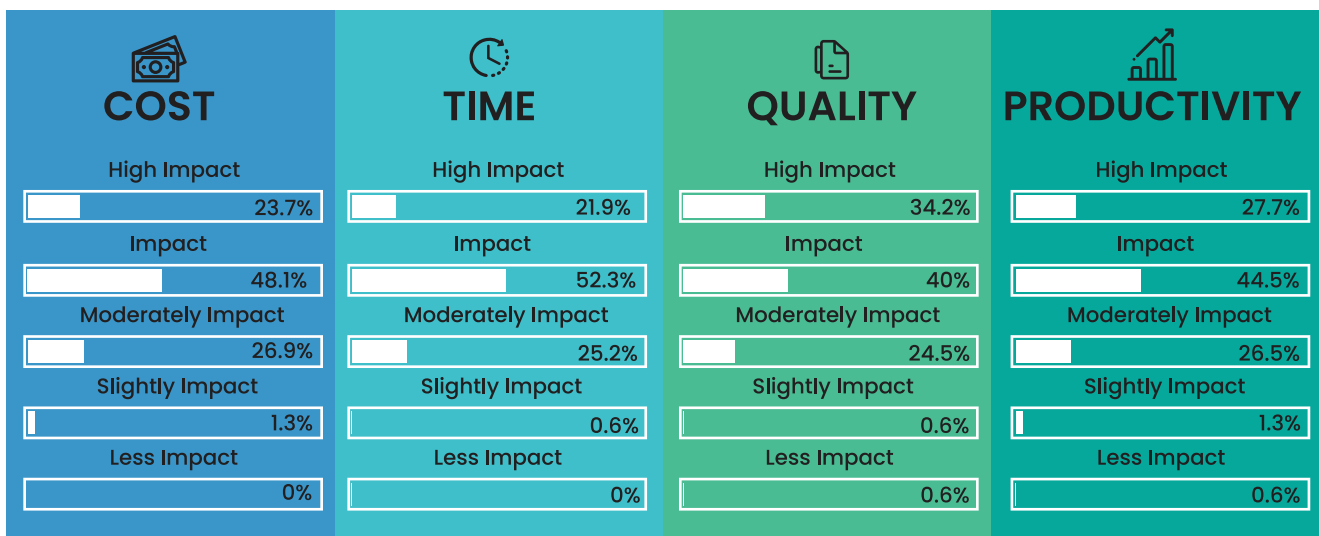 COST
High Impact
23.7%
Impact
48.1%
Moderately Impact
26.9%
Slightly Impact
1.3%
Less Impact
0%
TIME
High Impact
21.9%
Impact
52.3%
Moderately Impact
25.2%
Slightly Impact
0.6%
Less Impact
0%
QUALITY
High Impact
34.2%
Impact
40%
Moderately Impact
24.5%
Slightly Impact
0.6%
Less Impact
0.6%
PRODUCTIVITY
High Impact
27.7%
Impact
44.5%
Moderately Impact
26.5%
Slightly Impact
1.3%
Less Impact
0.6%